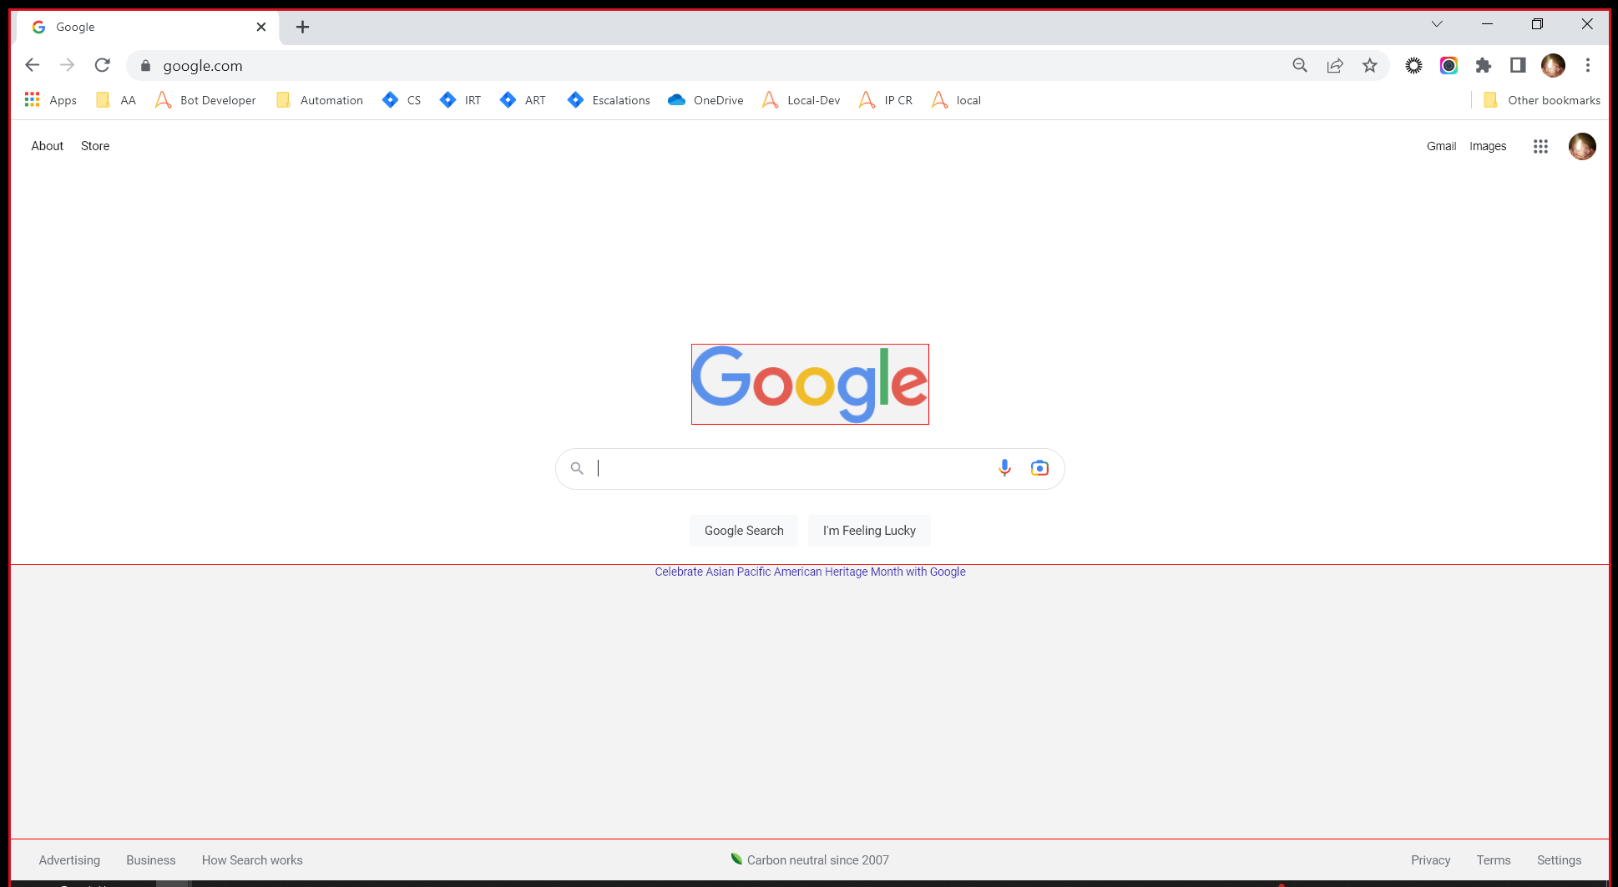 Google
google.com
Apps AA Bot Developer Automation CS IRT ART Escalations OneDrive Local-Dev IP CR local Other bookmarks
About Store Gmail Images
Google
Google Search I'm Feeling Lucky
Celebrate Asian Pacific American Heritage Month with Google
Advertising Business How Search works Carbon neutral since 2007 Privacy Terms Settings